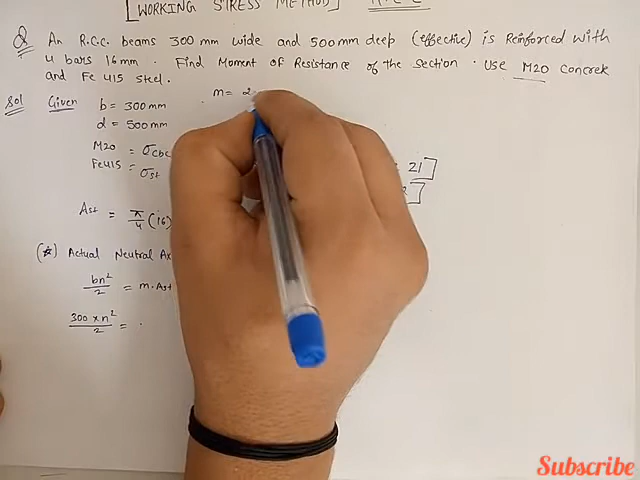 [WORKING STRESS METHOD]
Q An R.C.C. beams 300 mm wide and 500 mm deep (effective) is Reinforced with
4 bars 16 mm. Find Moment of Resistance of the section. Use M20 Concrek
and Fe 415 steel.
Sol Given b = 300 mm
m = 2
d = 500 mm
M20 = σcbc
21]
Fe415 = σst
Ast = π/4 (16)
(*) Actual Neutral Ax
bn²/2 = m.Ast
300 x n²/2 =
Subscribe